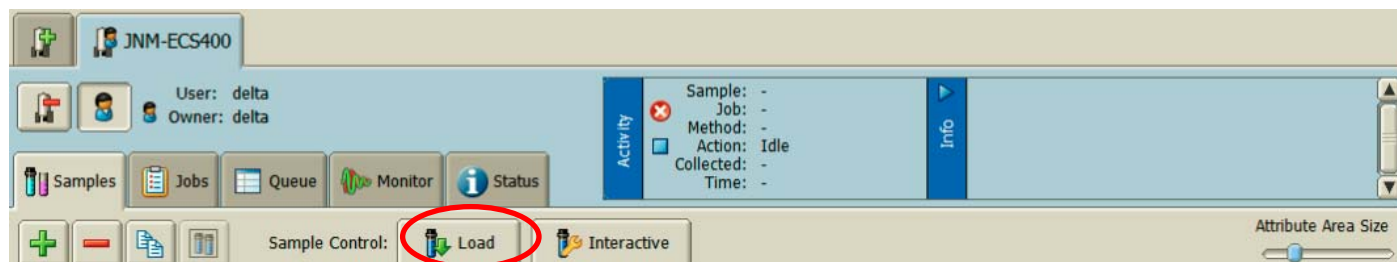 JNM-ECS400
User: delta
Owner: delta
Activity
Sample: -
Job: -
Method: -
Action: Idle
Collected: -
Time: -
Info
Samples
Jobs
Queue
Monitor
Status
Sample Control:
Load
Interactive
Attribute Area Size